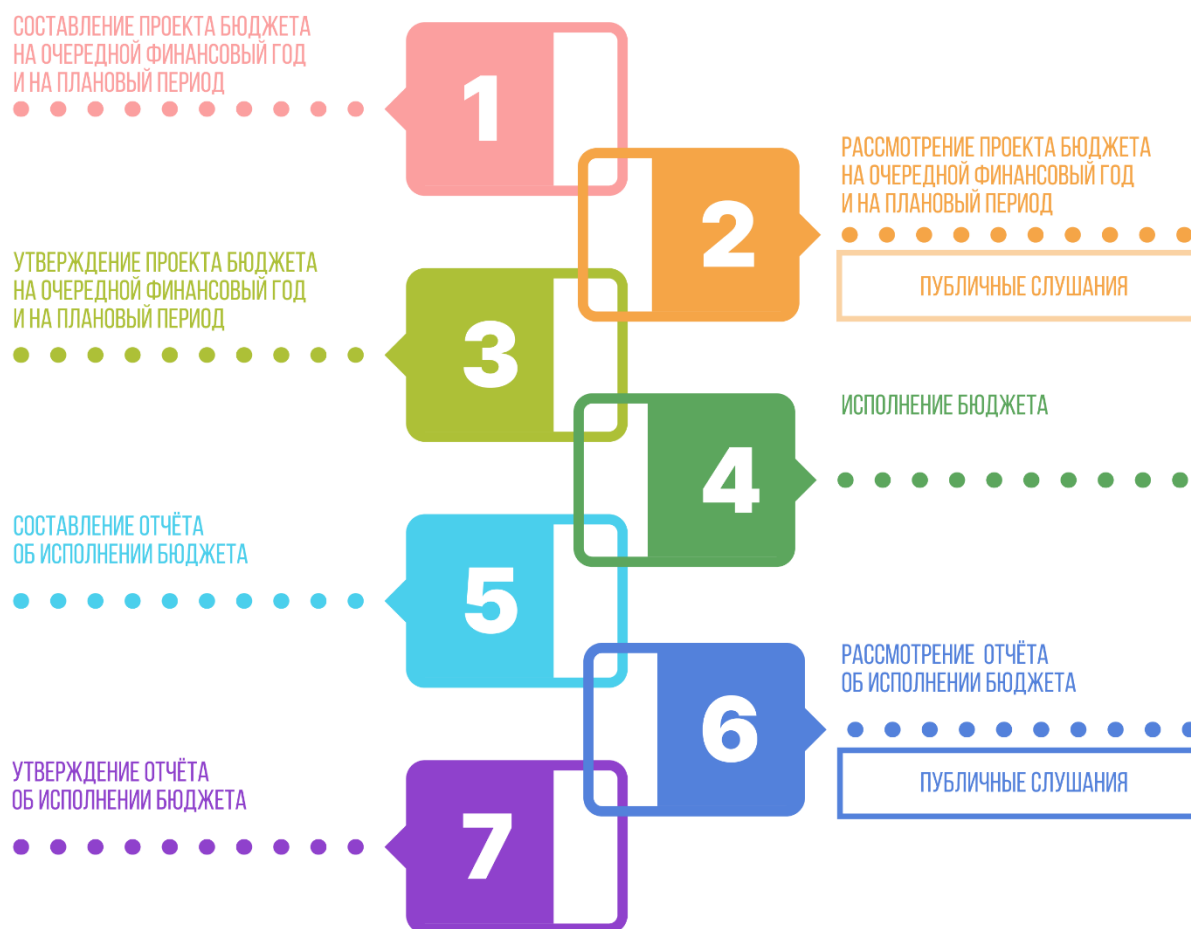 СОСТАВЛЕНИЕ ПРОЕКТА БЮДЖЕТА
НА ОЧЕРЕДНОЙ ФИНАНСОВЫЙ ГОД
И НА ПЛАНОВЫЙ ПЕРИОД
1
РАССМОТРЕНИЕ ПРОЕКТА БЮДЖЕТА
НА ОЧЕРЕДНОЙ ФИНАНСОВЫЙ ГОД
И НА ПЛАНОВЫЙ ПЕРИОД
2
ПУБЛИЧНЫЕ СЛУШАНИЯ
УТВЕРЖДЕНИЕ ПРОЕКТА БЮДЖЕТА
НА ОЧЕРЕДНОЙ ФИНАНСОВЫЙ ГОД
И НА ПЛАНОВЫЙ ПЕРИОД
3
ИСПОЛНЕНИЕ БЮДЖЕТА
4
СОСТАВЛЕНИЕ ОТЧЁТА
ОБ ИСПОЛНЕНИИ БЮДЖЕТА
5
РАССМОТРЕНИЕ ОТЧЁТА
ОБ ИСПОЛНЕНИИ БЮДЖЕТА
6
ПУБЛИЧНЫЕ СЛУШАНИЯ
УТВЕРЖДЕНИЕ ОТЧЁТА
ОБ ИСПОЛНЕНИИ БЮДЖЕТА
7